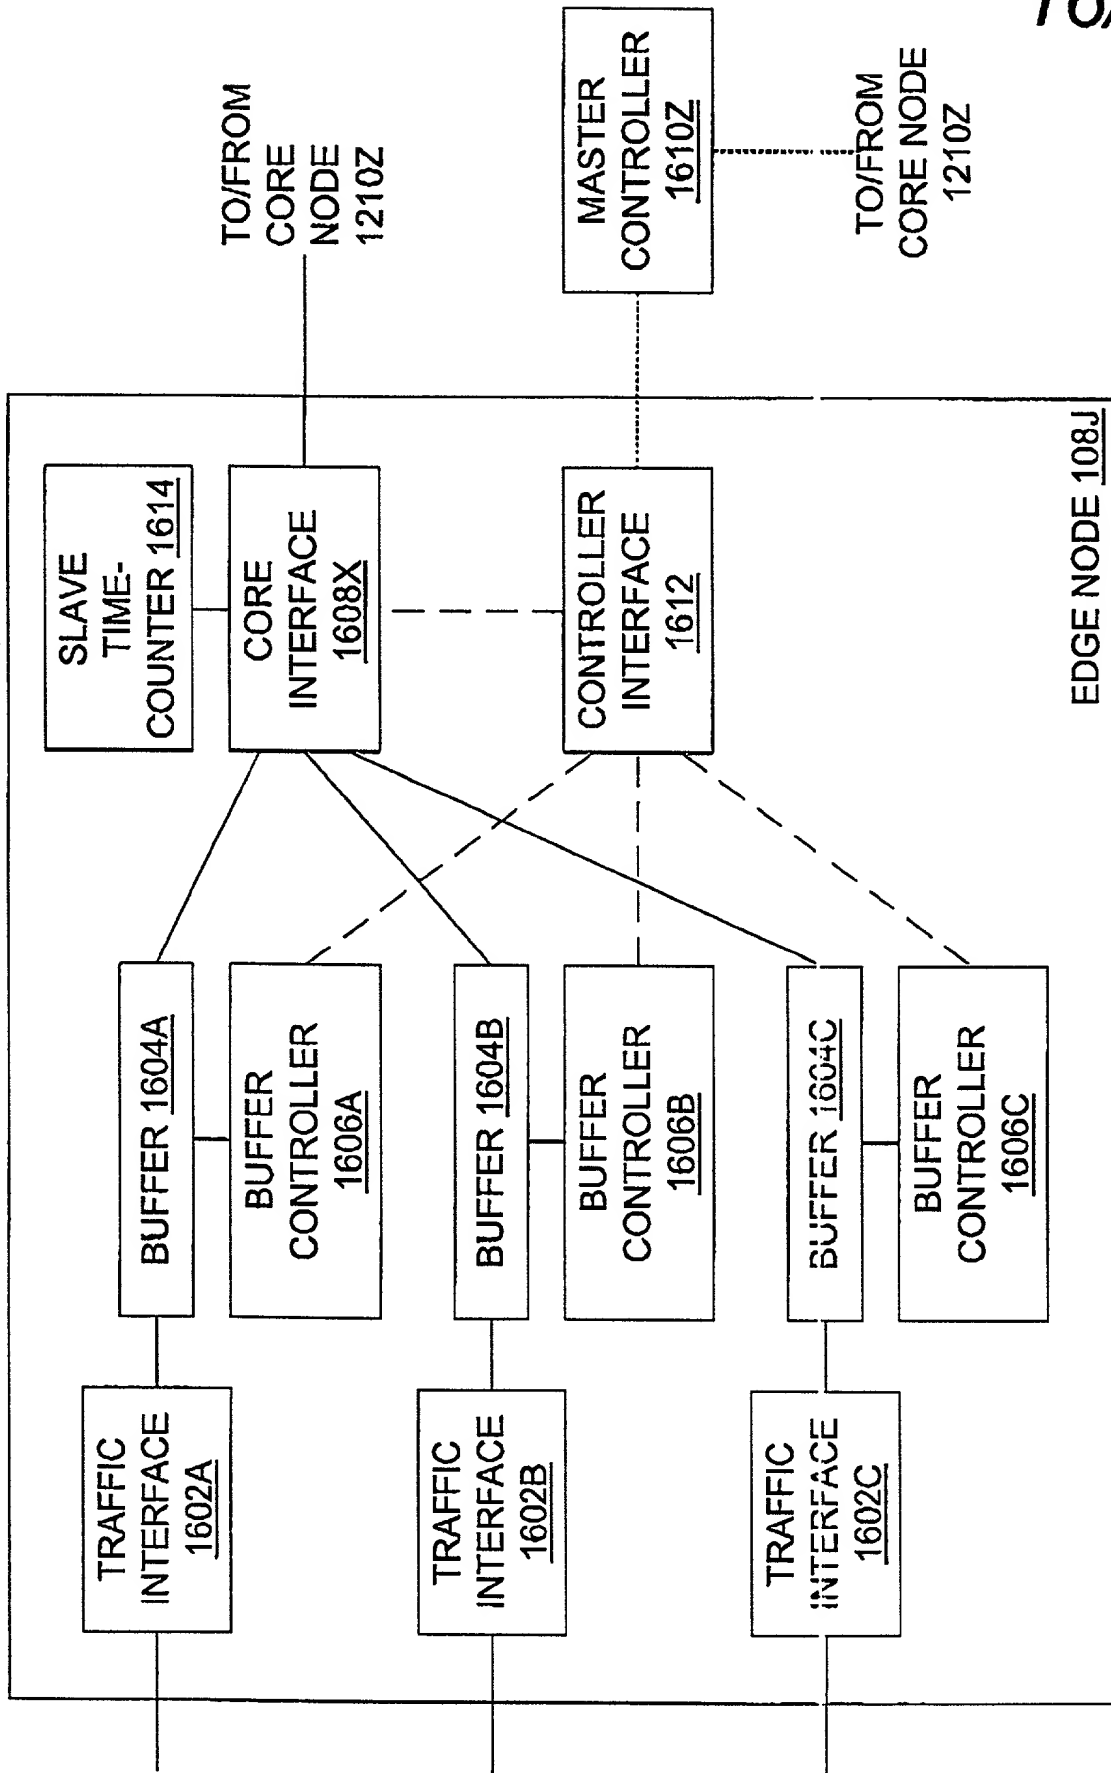 TRAFFIC
INTERFACE
1602A
BUFFER 1604A
BUFFER
CONTROLLER
1606A
SLAVE
TIME-
COUNTER 1614
CORE
INTERFACE
1608X
TO/FROM
CORE
NODE
1210Z
TRAFFIC
INTERFACE
1602B
BUFFER 1604B
BUFFER
CONTROLLER
1606B
CONTROLLER
INTERFACE
1612
MASTER
CONTROLLER
1610Z
TRAFFIC
INTERFACE
1602C
BUFFER 1604C
BUFFER
CONTROLLER
1606C
TO/FROM
CORE NODE
1210Z
EDGE NODE 108J